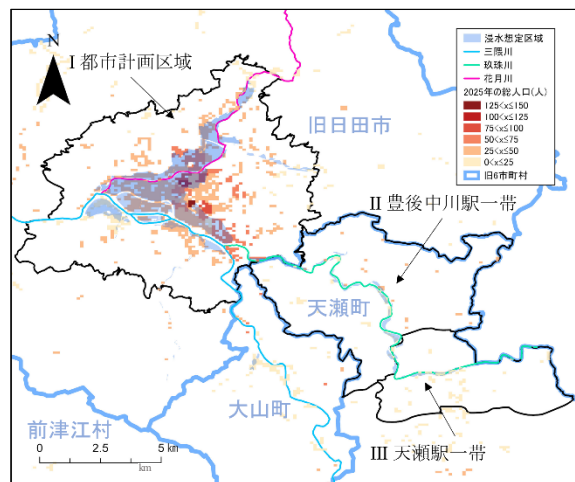 N
Ⅰ 都市計画区域
旧日田市
Ⅱ 豊後中川駅一帯
天瀬町
大山町
前津江村
Ⅲ 天瀬駅一帯
浸水想定区域
三隈川
玖珠川
花月川
2025年の総人口(人)
125<x≤150
100<x≤125
75<x≤100
50<x≤75
25<x≤50
0<x≤25
旧6市町村
0 2.5 5 km
km